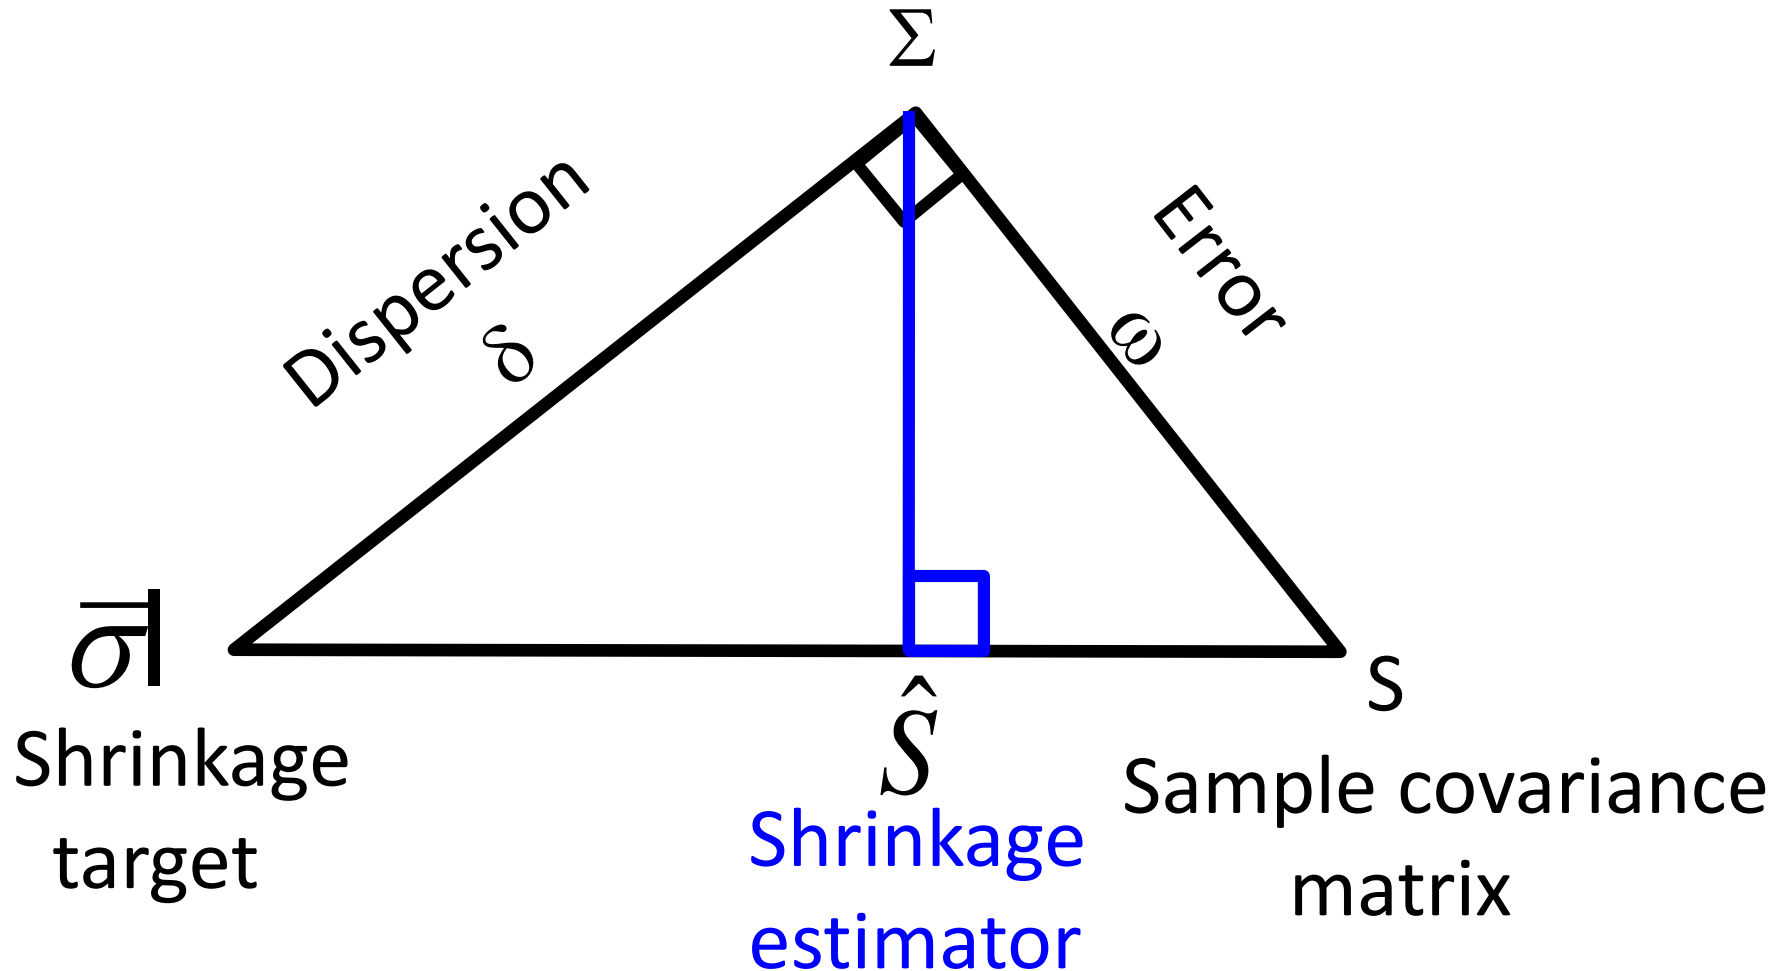 Σ
Dispersion
δ
Error
ω
σ̅I
Shrinkage
target
Ŝ
Shrinkage
estimator
S
Sample covariance
matrix